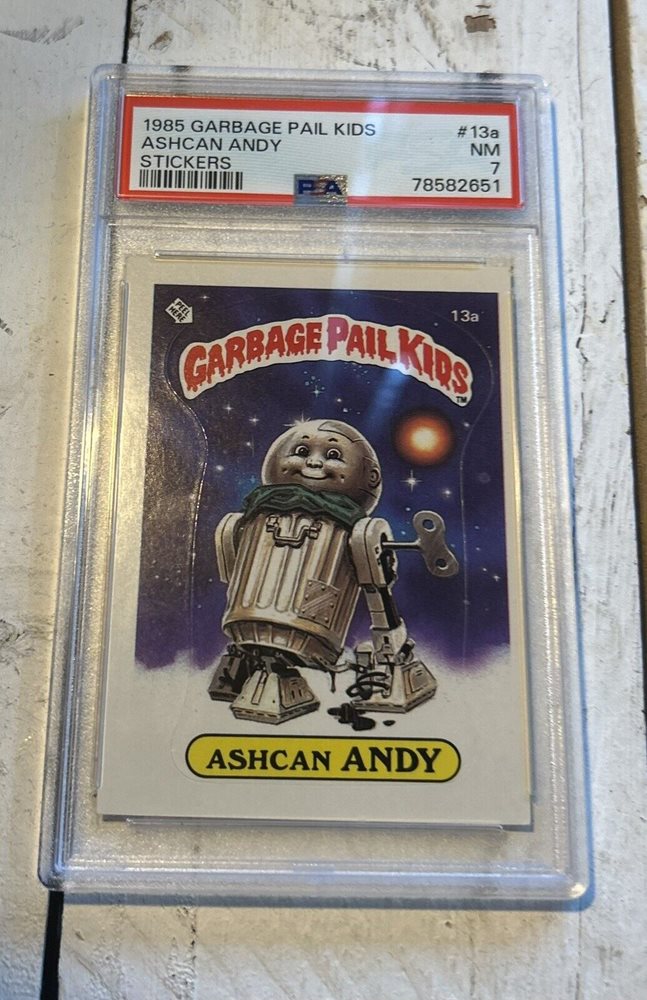 1985 GARBAGE PAIL KIDS #13a
ASHCAN ANDY NM
STICKERS 7
PSA 78582651
PEEL
HERE
13a
GARBAGE PAIL KIDS
TM
ASHCAN ANDY